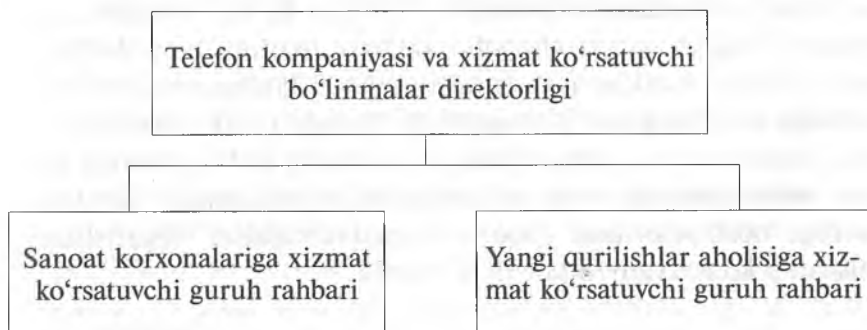 Telefon kompaniyasi va xizmat ko‘rsatuvchi
bo‘linmalar direktorligi
Sanoat korxonalariga xizmat
ko‘rsatuvchi guruh rahbari
Yangi qurilishlar aholisiga xiz-
mat ko‘rsatuvchi guruh rahbari